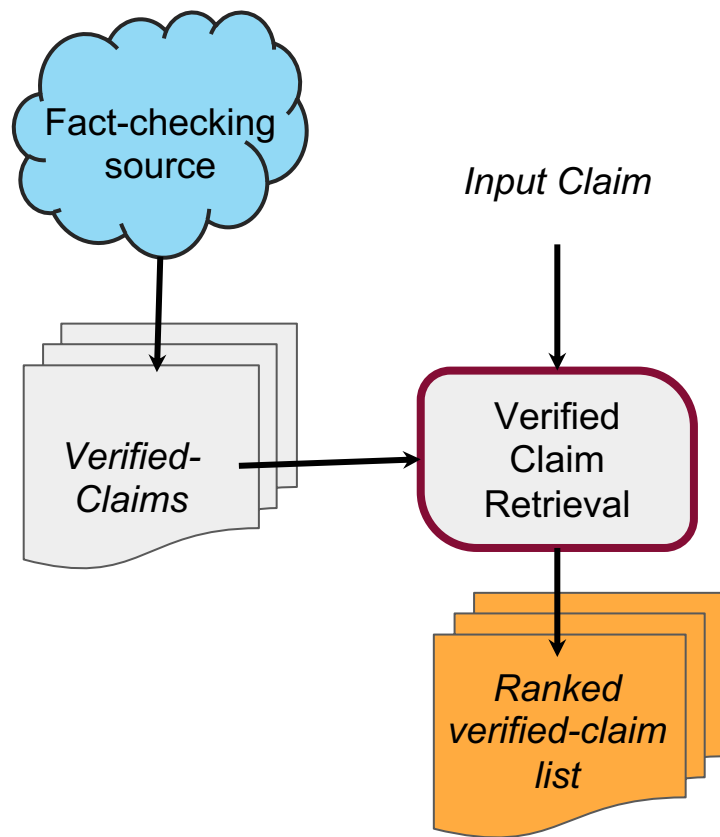 Fact-checking
source
Input Claim
Verified-
Claims
Verified
Claim
Retrieval
Ranked
verified-claim
list